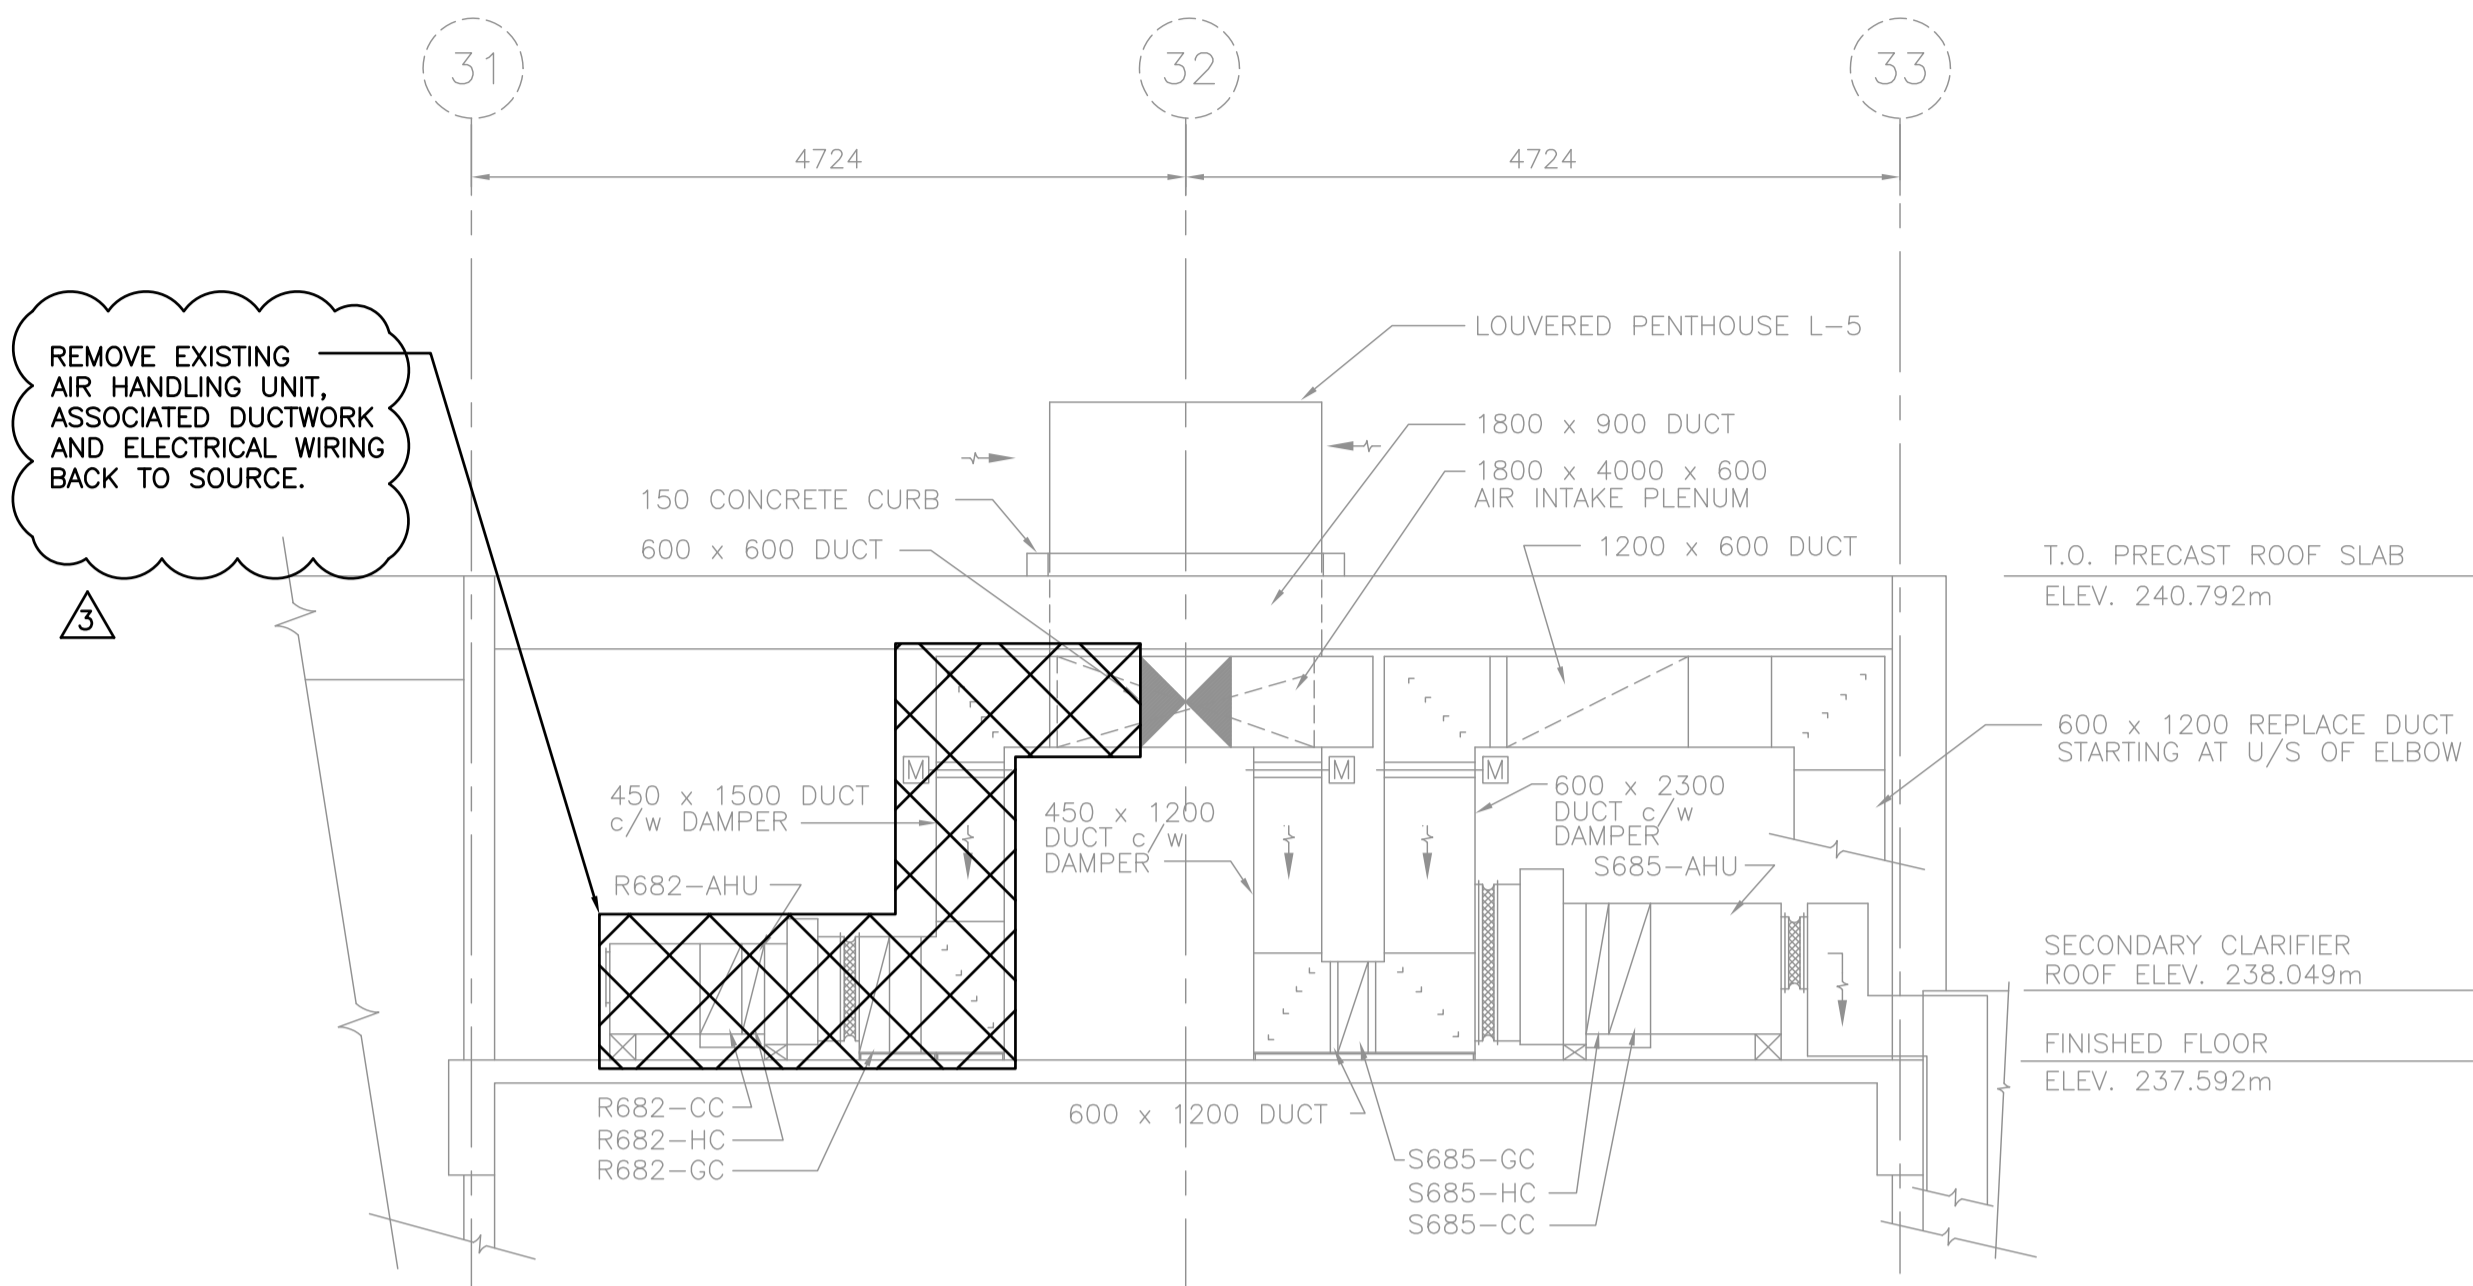 31
32
33
4724
4724
REMOVE EXISTING
AIR HANDLING UNIT,
ASSOCIATED DUCTWORK
AND ELECTRICAL WIRING
BACK TO SOURCE.
3
LOUVERED PENTHOUSE L-5
1800 x 900 DUCT
1800 x 4000 x 600
AIR INTAKE PLENUM
150 CONCRETE CURB
600 x 600 DUCT
1200 x 600 DUCT
T.O. PRECAST ROOF SLAB
ELEV. 240.792m
600 x 1200 REPLACE DUCT
STARTING AT U/S OF ELBOW
M
M
M
450 x 1500 DUCT
c/w DAMPER
450 x 1200
DUCT c/w
DAMPER
600 x 2300
DUCT c/w
DAMPER
S685-AHU
R682-AHU
SECONDARY CLARIFIER
ROOF ELEV. 238.049m
FINISHED FLOOR
ELEV. 237.592m
R682-CC
R682-HC
R682-GC
600 x 1200 DUCT
S685-GC
S685-HC
S685-CC